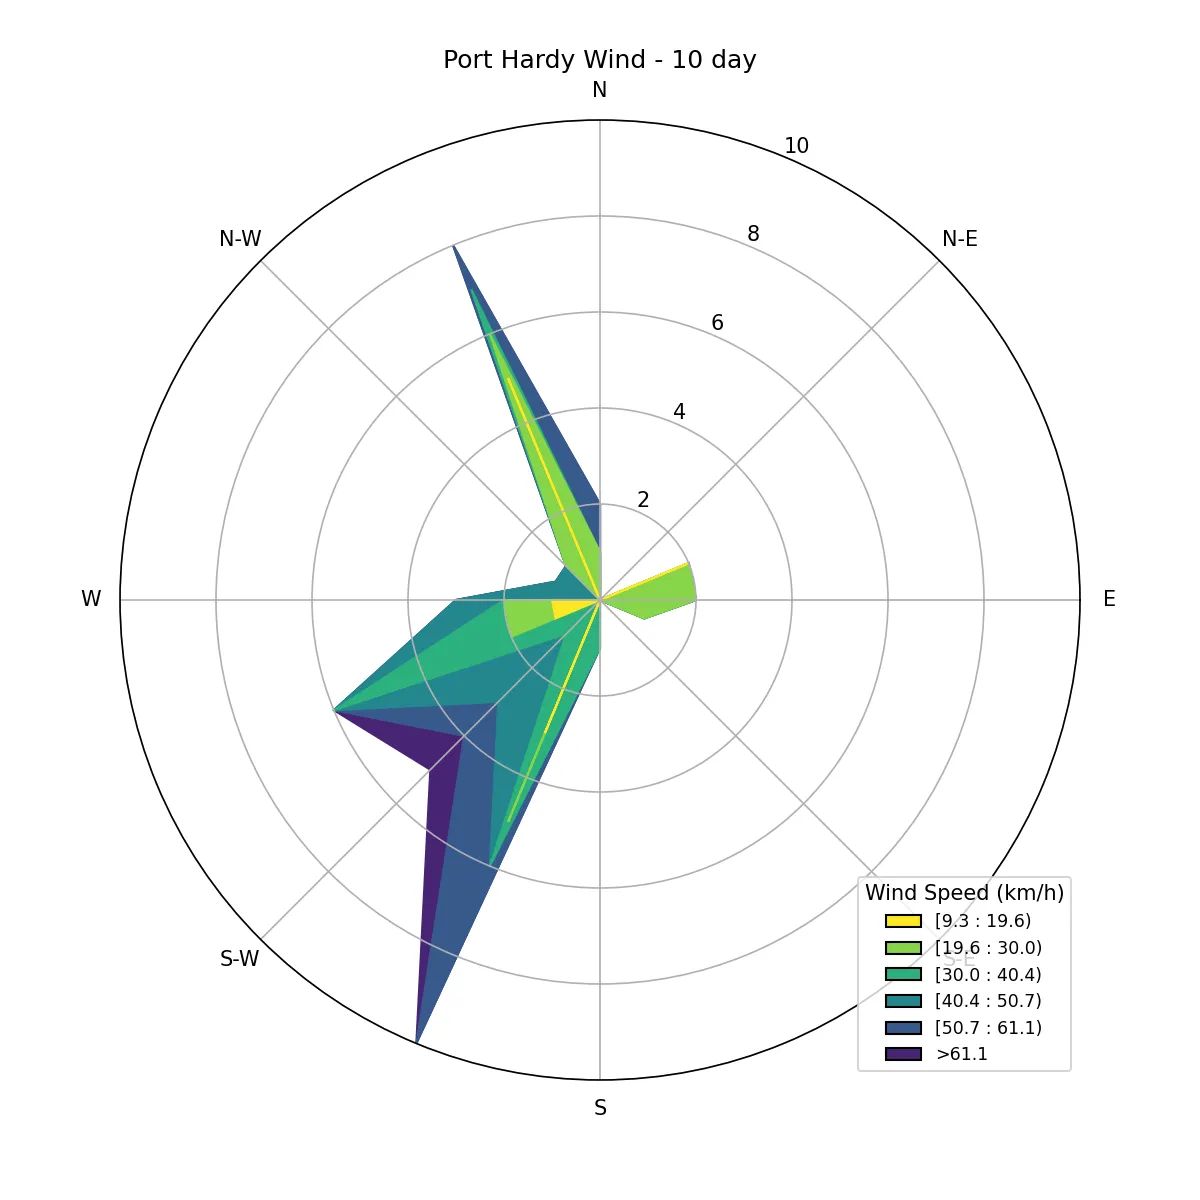 Port Hardy Wind - 10 day
N
10
N-W
8
N-E
6
4
2
W
E
Wind Speed (km/h)
[9.3 : 19.6)
[19.6 : 30.0)
S-W
S-E
[30.0 : 40.4)
[40.4 : 50.7)
[50.7 : 61.1)
>61.1
S